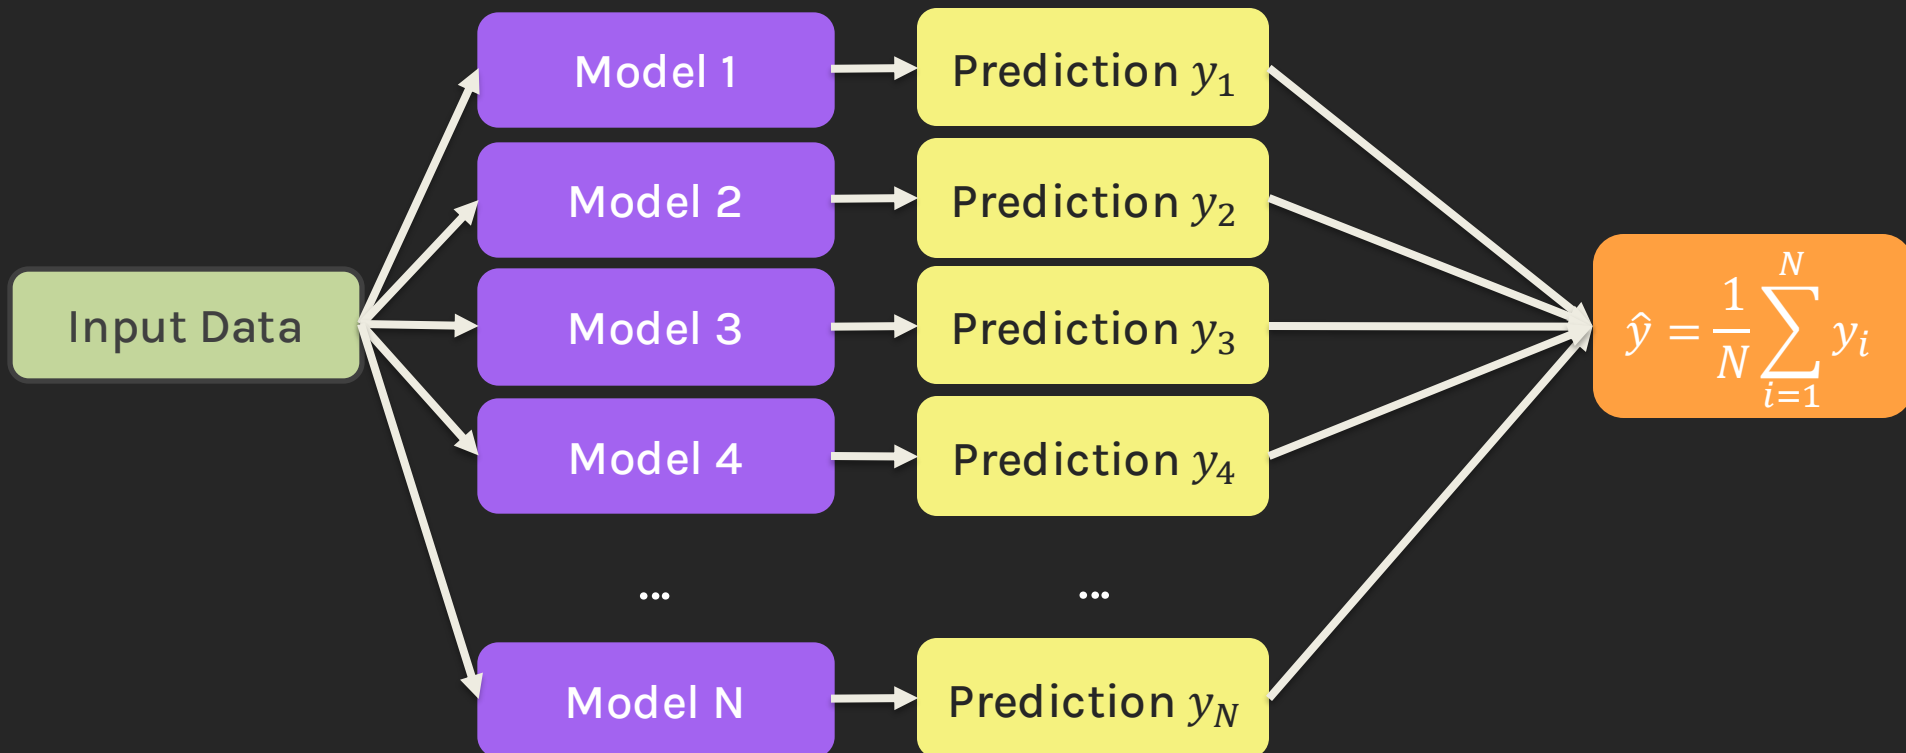 Model 1
Prediction y₁
Model 2
Prediction y₂
Input Data
Model 3
Prediction y₃
ŷ = 1/N ∑_{i=1}^{N} yᵢ
Model 4
Prediction y₄
...
...
Model N
Prediction y_N